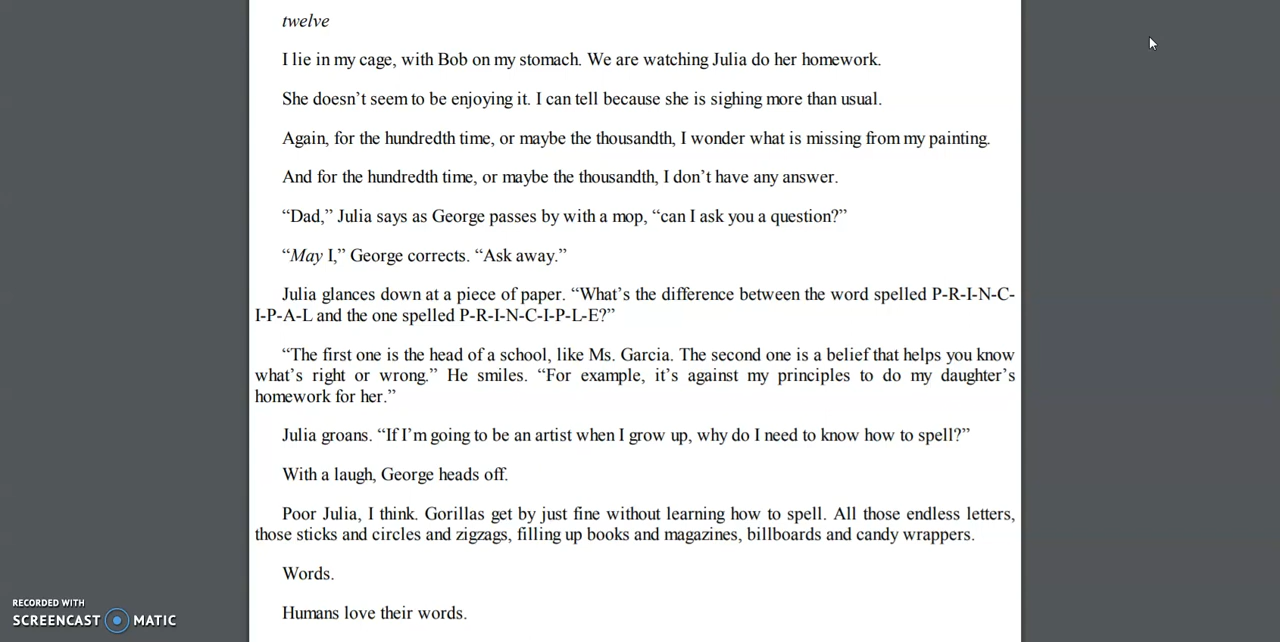 twelve
I lie in my cage, with Bob on my stomach. We are watching Julia do her homework.
She doesn’t seem to be enjoying it. I can tell because she is sighing more than usual.
Again, for the hundredth time, or maybe the thousandth, I wonder what is missing from my painting.
And for the hundredth time, or maybe the thousandth, I don’t have any answer.
“Dad,” Julia says as George passes by with a mop, “can I ask you a question?”
“May I,” George corrects. “Ask away.”
Julia glances down at a piece of paper. “What’s the difference between the word spelled P-R-I-N-C-
I-P-A-L and the one spelled P-R-I-N-C-I-P-L-E?”
“The first one is the head of a school, like Ms. Garcia. The second one is a belief that helps you know
what’s right or wrong.” He smiles. “For example, it’s against my principles to do my daughter’s
homework for her.”
Julia groans. “If I’m going to be an artist when I grow up, why do I need to know how to spell?”
With a laugh, George heads off.
Poor Julia, I think. Gorillas get by just fine without learning how to spell. All those endless letters,
those sticks and circles and zigzags, filling up books and magazines, billboards and candy wrappers.
Words.
Humans love their words.
RECORDED WITH
SCREENCAST MATIC